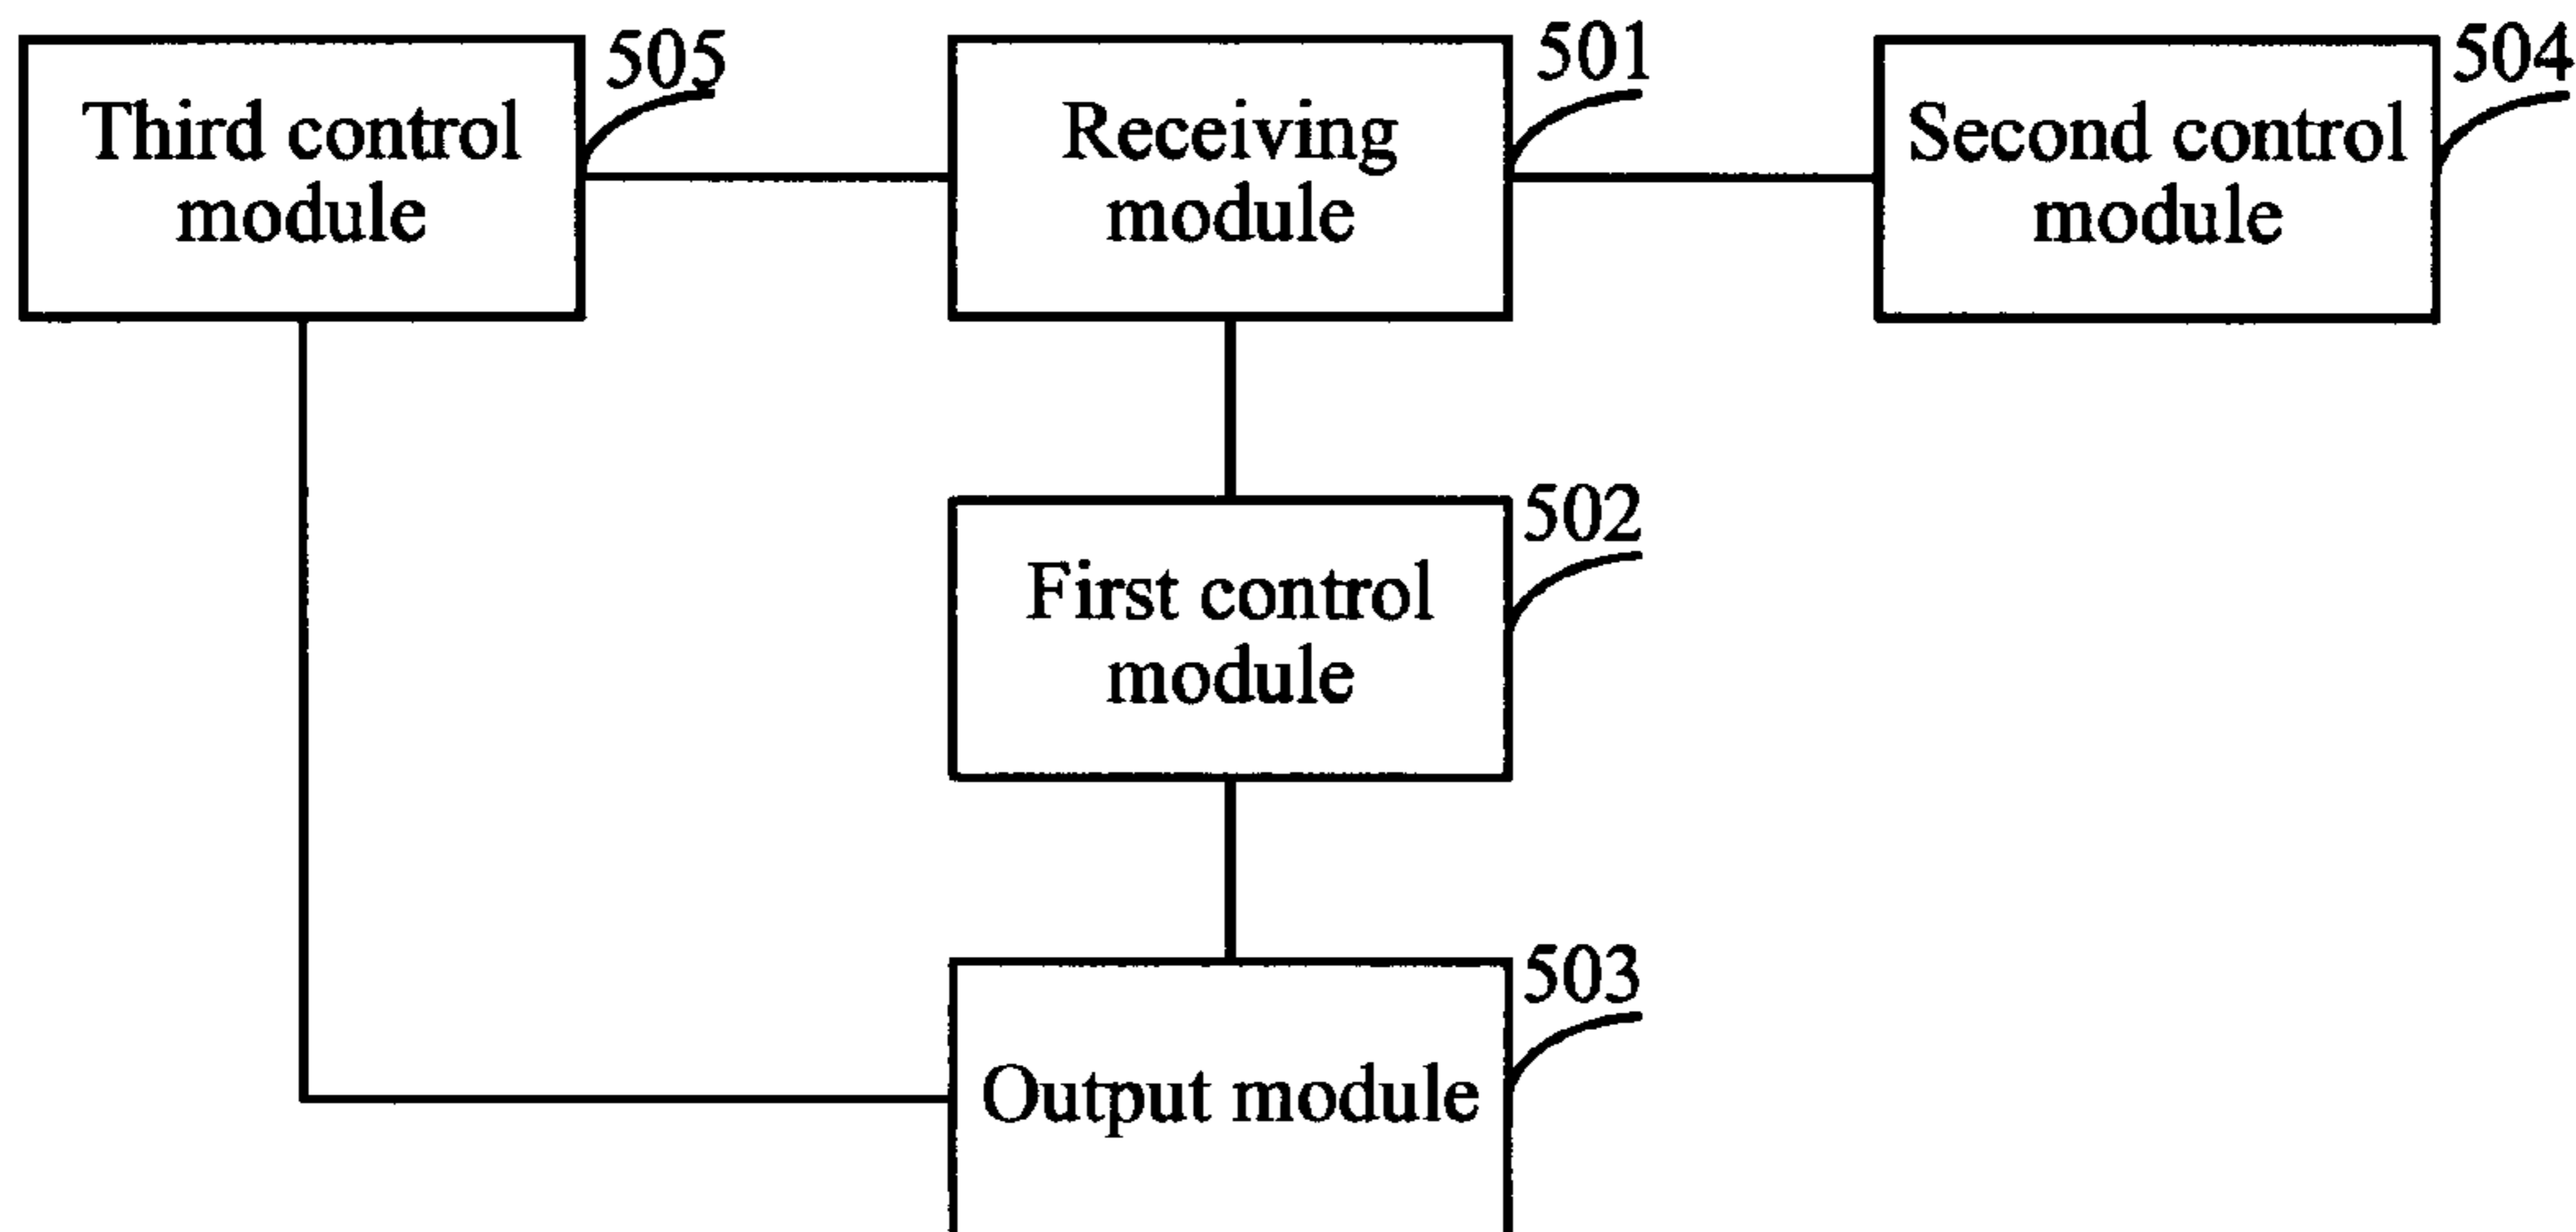 505
Third control
module
501
Receiving
module
504
Second control
module
502
First control
module
503
Output module